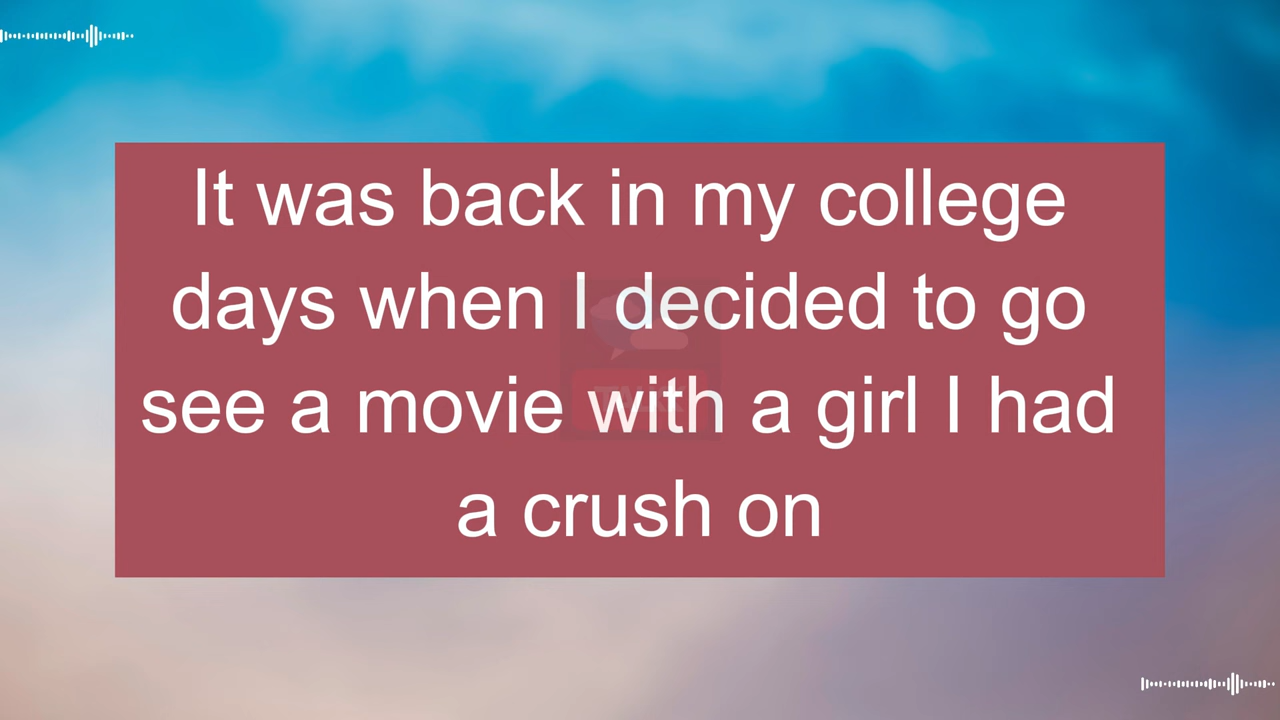 It was back in my college
days when I decided to go
see a movie with a girl I had
a crush on